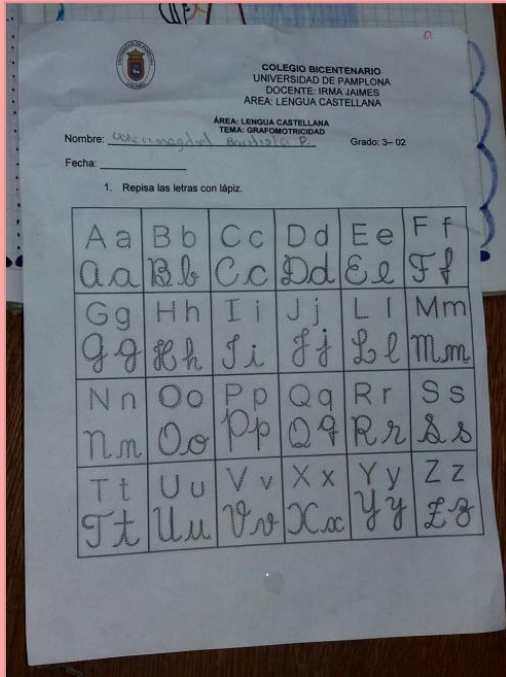 a
COLEGIO BICENTENARIO
UNIVERSIDAD DE PAMPLONA
DOCENTE: IRMA JAIMES
AREA: LENGUA CASTELLANA
ÁREA: LENGUA CASTELLANA
TEMA: GRAFOMOTRICIDAD
Nombre: Bautista P. Grado: 3– 02
Fecha:
1. Repisa las letras con lápiz.
A a B b C c D d E e F f
A a B b C c D d E e F f
G g H h I i J j L l M m
G g H h I i J j L l M m
N n O o P p Q q R r S s
N n O o P p Q q R r S s
T t U u V v X x Y y Z z
T t U u V v X x Y y Z z